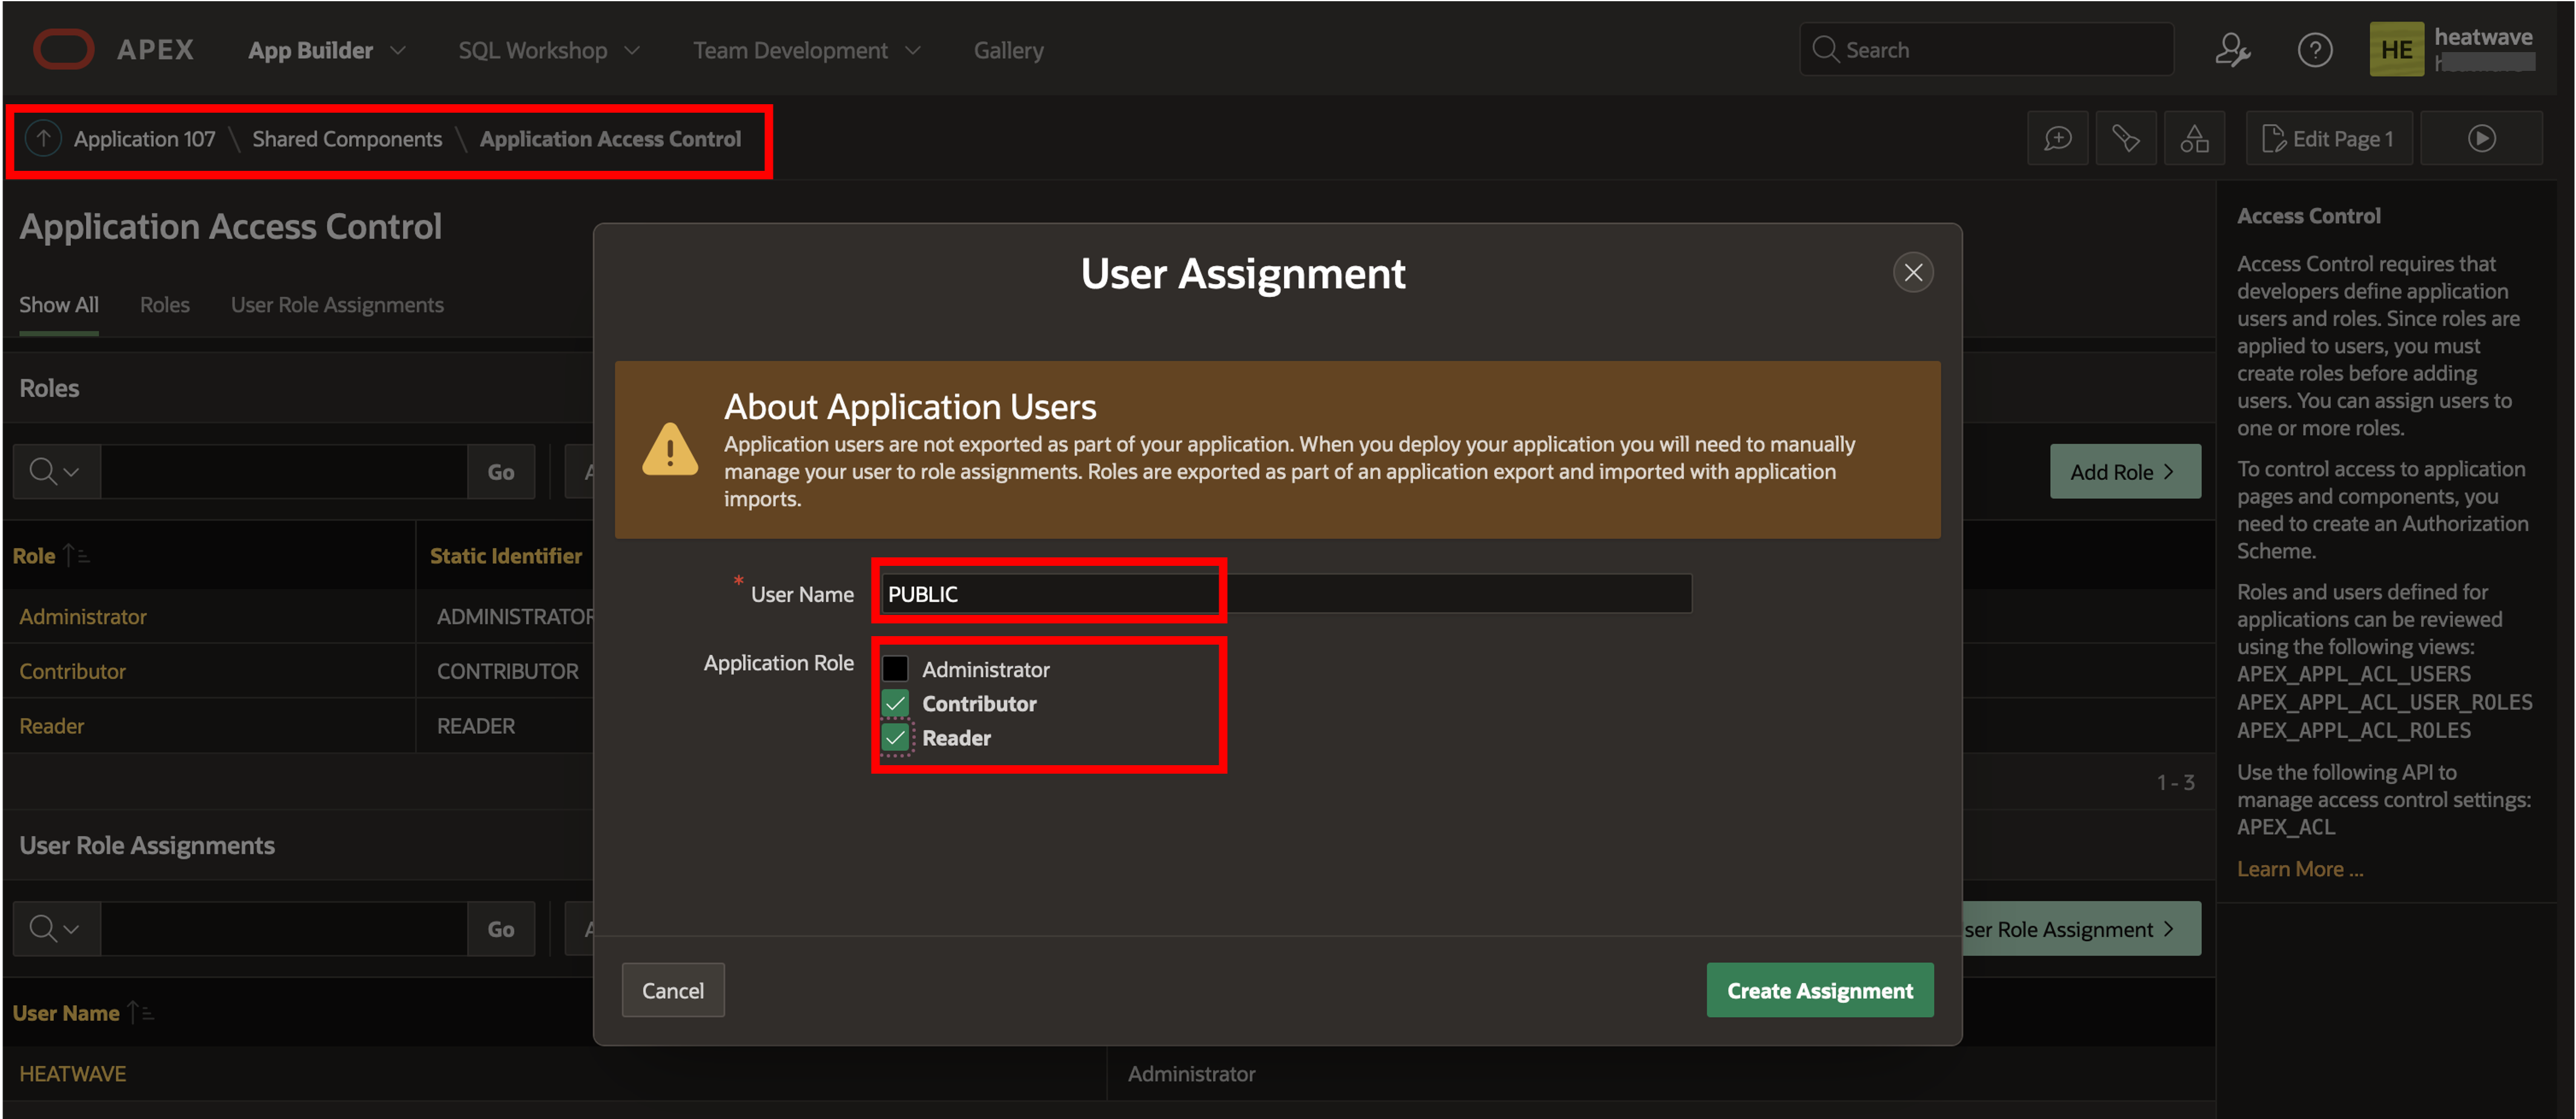 APEX App Builder SQL Workshop Team Development Gallery Search HE heatwave
Application 107 \ Shared Components \ Application Access Control Edit Page 1
Application Access Control
Show All Roles User Role Assignments
Roles
Go
Add Role
Role Static Identifier
Administrator ADMINISTRATOR
Contributor CONTRIBUTOR
Reader READER
1 - 3
User Role Assignments
Go
ser Role Assignment
User Name
HEATWAVE Administrator
User Assignment
About Application Users
Application users are not exported as part of your application. When you deploy your application you will need to manually
manage your user to role assignments. Roles are exported as part of an application export and imported with application
imports.
* User Name PUBLIC
Application Role
Administrator
Contributor
Reader
Cancel Create Assignment
Access Control
Access Control requires that
developers define application
users and roles. Since roles are
applied to users, you must
create roles before adding
users. You can assign users to
one or more roles.
To control access to application
pages and components, you
need to create an Authorization
Scheme.
Roles and users defined for
applications can be reviewed
using the following views:
APEX_APPL_ACL_USERS
APEX_APPL_ACL_USER_ROLES
APEX_APPL_ACL_ROLES
Use the following API to
manage access control settings:
APEX_ACL
Learn More ...